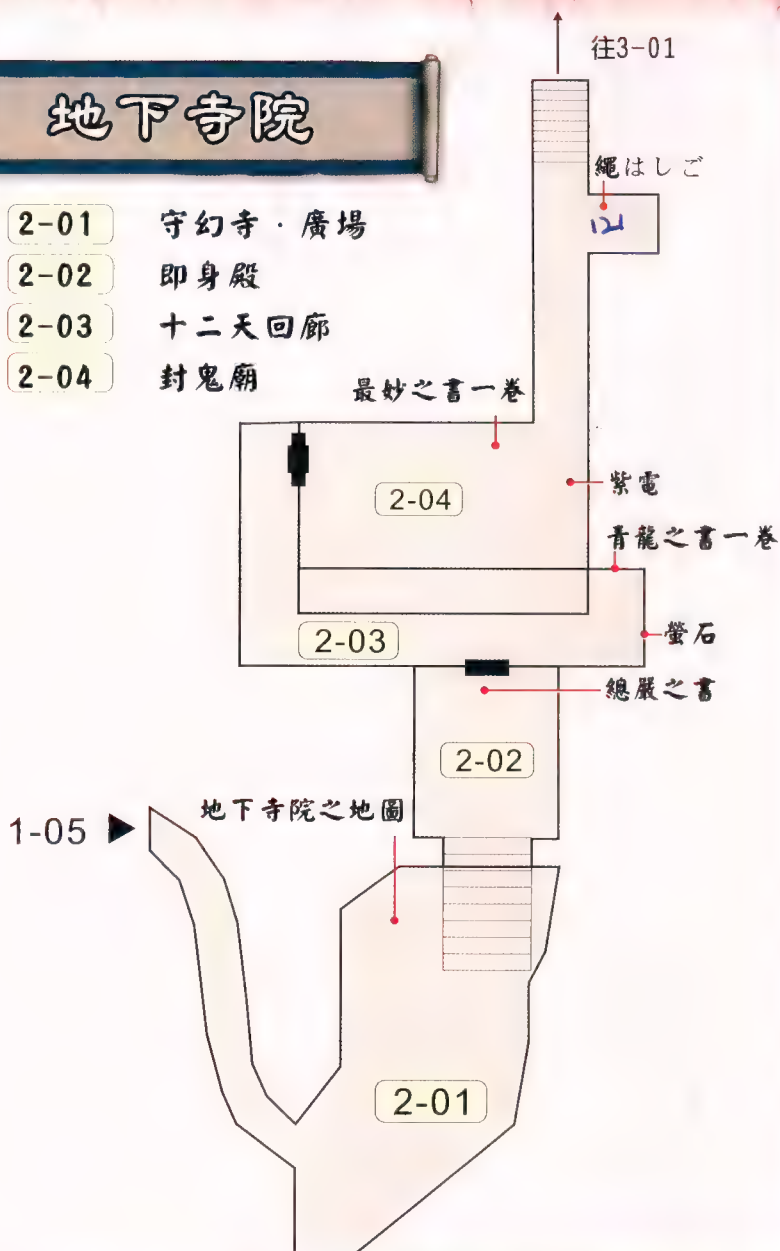 往3-01
地下寺院
繩はしご
2-01 守幻寺·廣場
2-02 即身殿
2-03 十二天回廊
2-04 封鬼廟
最妙之書一巻
2-04
紫電
青龍之書一巻
2-03
螢石
總嚴之書
2-02
地下寺院之地圖
1-05
2-01